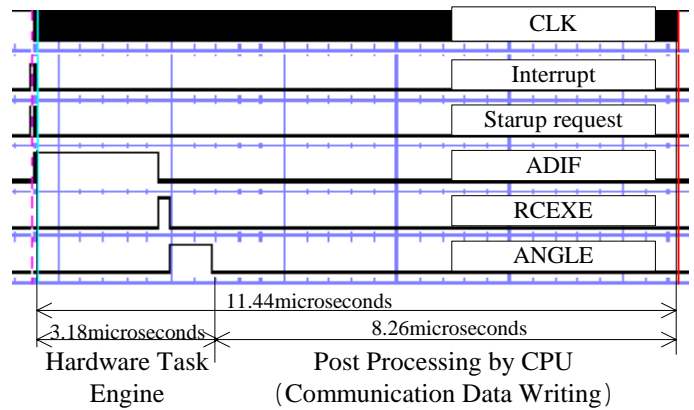 CLK
Interrupt
Starup request
ADIF
RCEXE
ANGLE
11.44microseconds
3.18microseconds
8.26microseconds
Hardware Task
Engine
Post Processing by CPU
(Communication Data Writing)